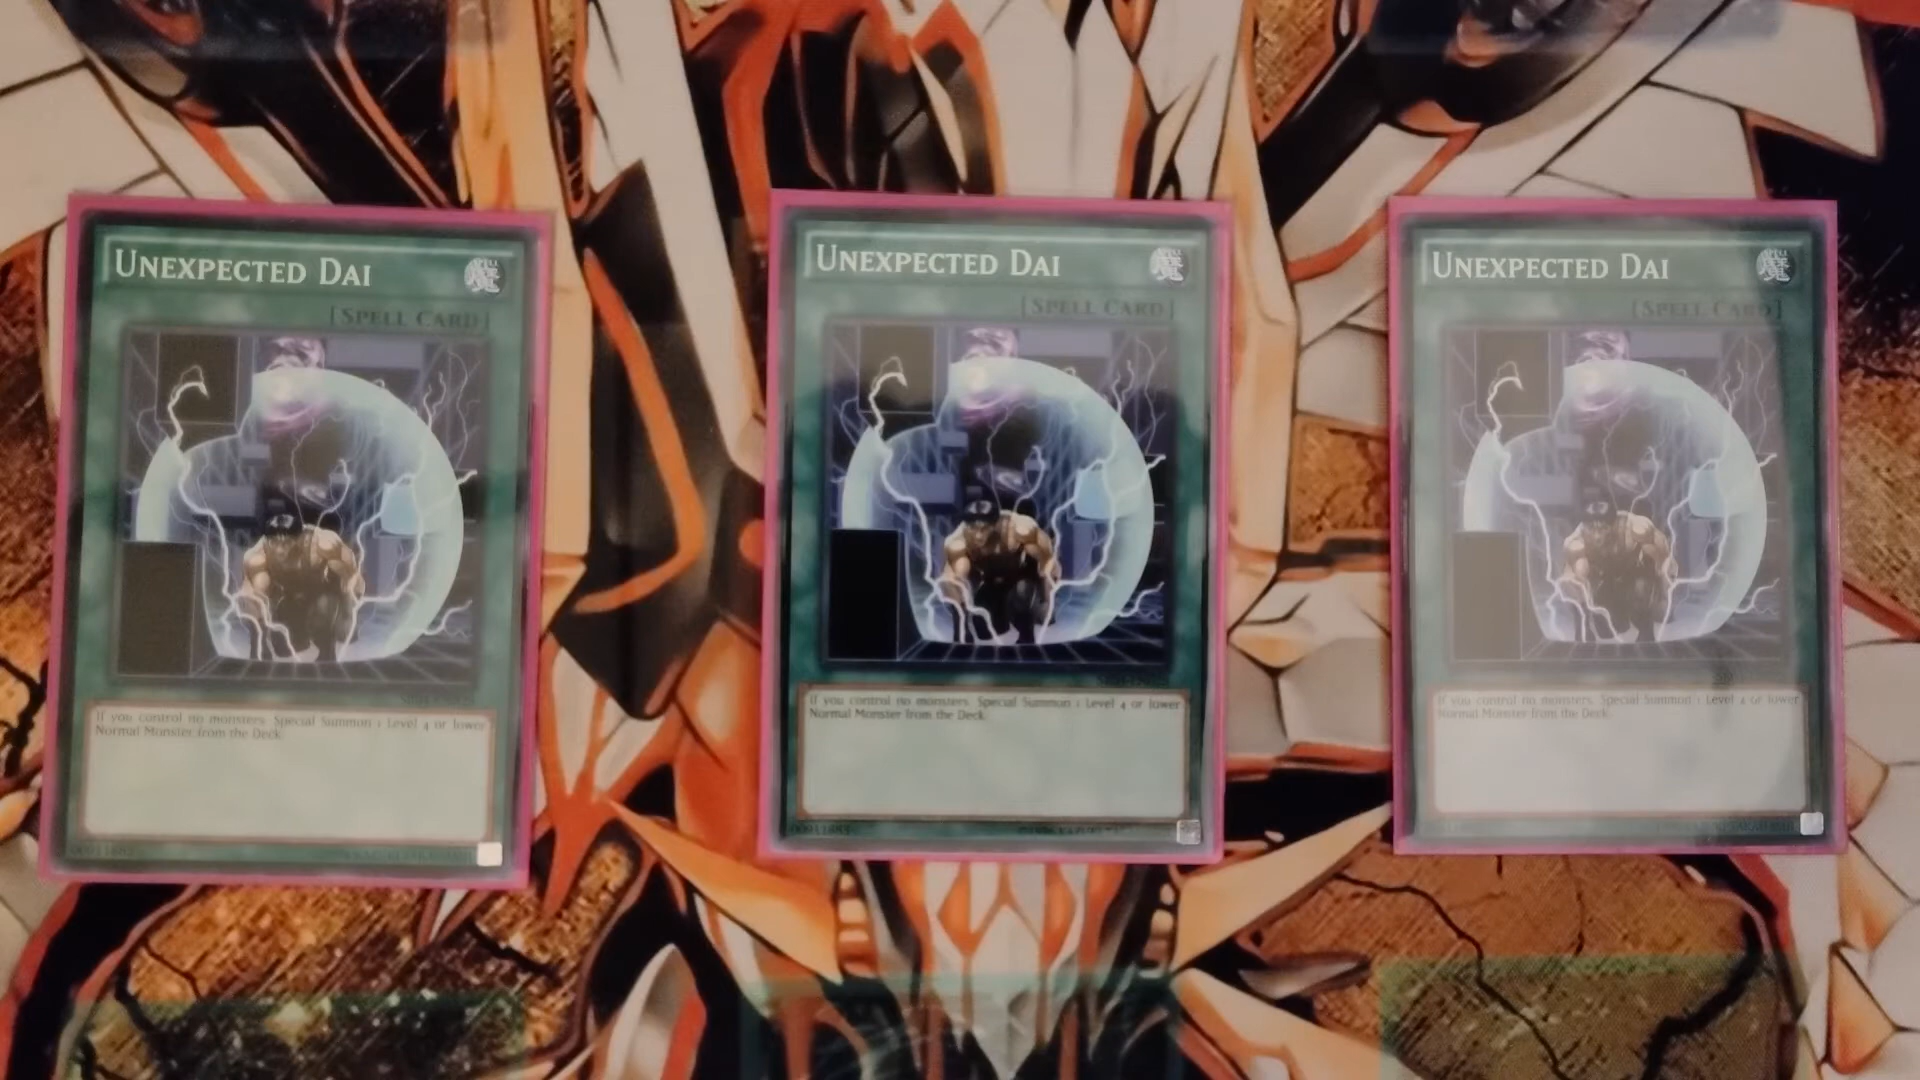 UNEXPECTED DAI
[SPELL CARD]
If you control no monsters: Special Summon 1 Level 4 or lower
Normal Monster from the Deck.
UNEXPECTED DAI
[SPELL CARD]
If you control no monsters: Special Summon 1 Level 4 or lower
Normal Monster from the Deck.
UNEXPECTED DAI
[SPELL CARD]
If you control no monsters: Special Summon 1 Level 4 or lower
Normal Monster from the Deck.